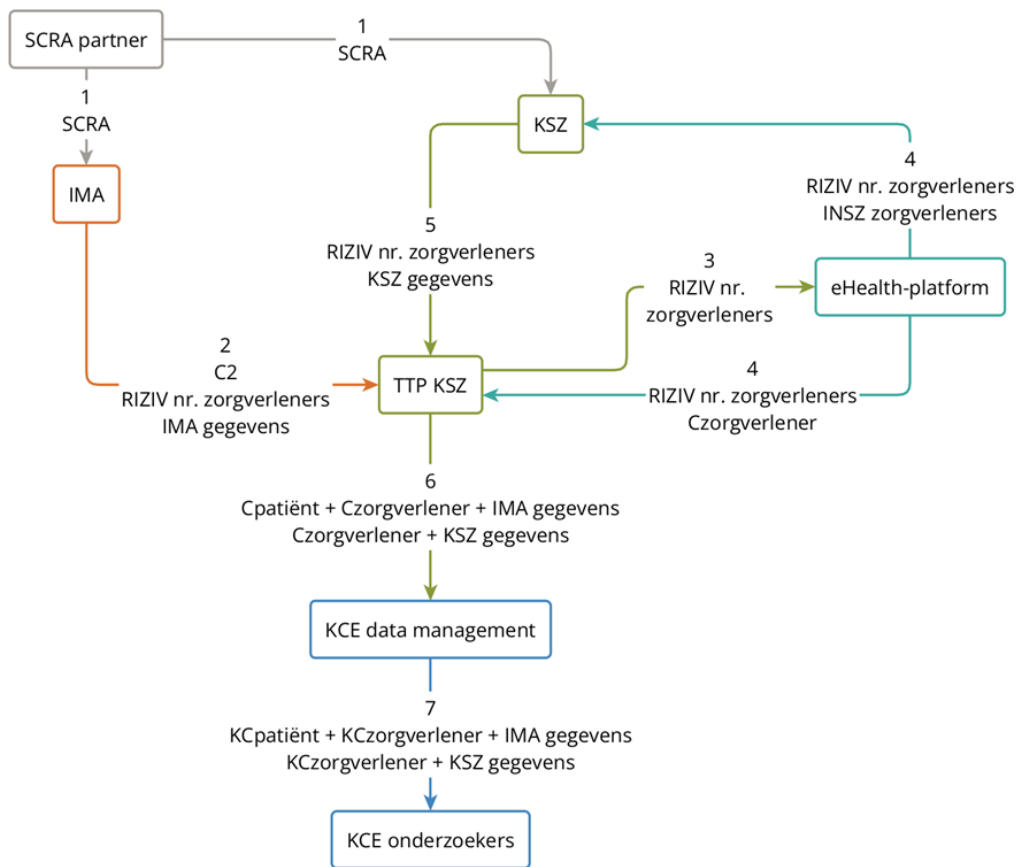 SCRA partner
1
SCRA
1
SCRA
KSZ
IMA
4
RIZIV nr. zorgverleners
INSZ zorgverleners
5
RIZIV nr. zorgverleners
KSZ gegevens
3
RIZIV nr.
zorgverleners
eHealth-platform
2
C2
RIZIV nr. zorgverleners
IMA gegevens
TTP KSZ
4
RIZIV nr. zorgverleners
Czorgverlener
6
Cpatiënt + Czorgverlener + IMA gegevens
Czorgverlener + KSZ gegevens
KCE data management
7
KCpatiënt + KCzorgverlener + IMA gegevens
KCzorgverlener + KSZ gegevens
KCE onderzoekers